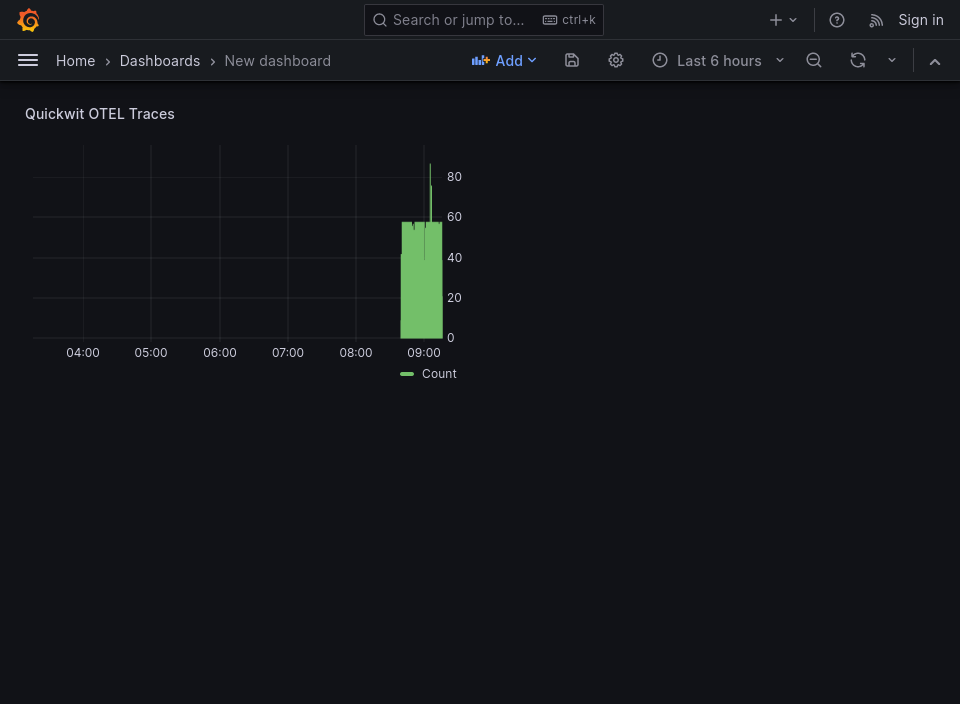 Search or jump to... ctrl+k Sign in
Home › Dashboards › New dashboard Add Last 6 hours
Quickwit OTEL Traces
80
60
40
20
0
04:00 05:00 06:00 07:00 08:00 09:00
Count